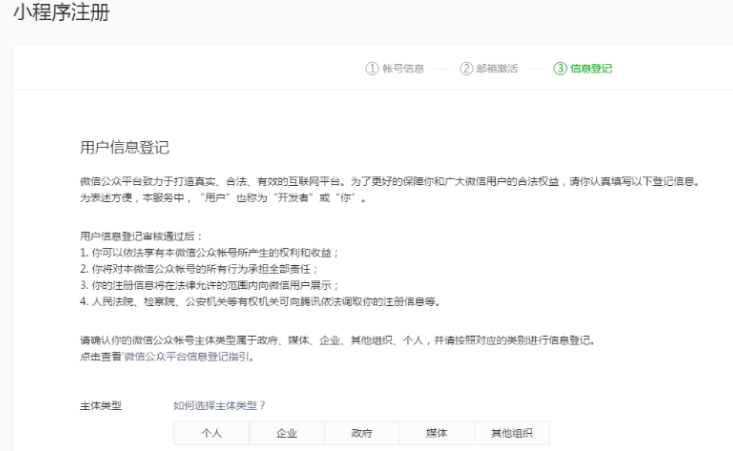 小程序注册
① 帐号信息 — ② 邮箱激活 — ③ 信息登记
用户信息登记
微信公众平台致力于打造真实、合法、有效的互联网平台。为了更好的保障你和广大微信用户的合法权益，请你认真填写以下登记信息。
为表述方便，本服务中，“用户”也称为“开发者”或“你”。
用户信息登记审核通过后：
1. 你可以依法享有本微信公众帐号所产生的权利和收益；
2. 你将对本微信公众帐号的所有行为承担全部责任；
3. 你的注册信息将在法律允许的范围内向微信用户展示；
4. 人民法院、检察院、公安机关等有权机关可向腾讯依法调取你的注册信息等。
请确认你的微信公众帐号主体类型属于政府、媒体、企业、其他组织、个人，并请按照对应的类别进行信息登记。
点击查看微信公众平台信息登记指引。
主体类型 如何选择主体类型？
个人 企业 政府 媒体 其他组织